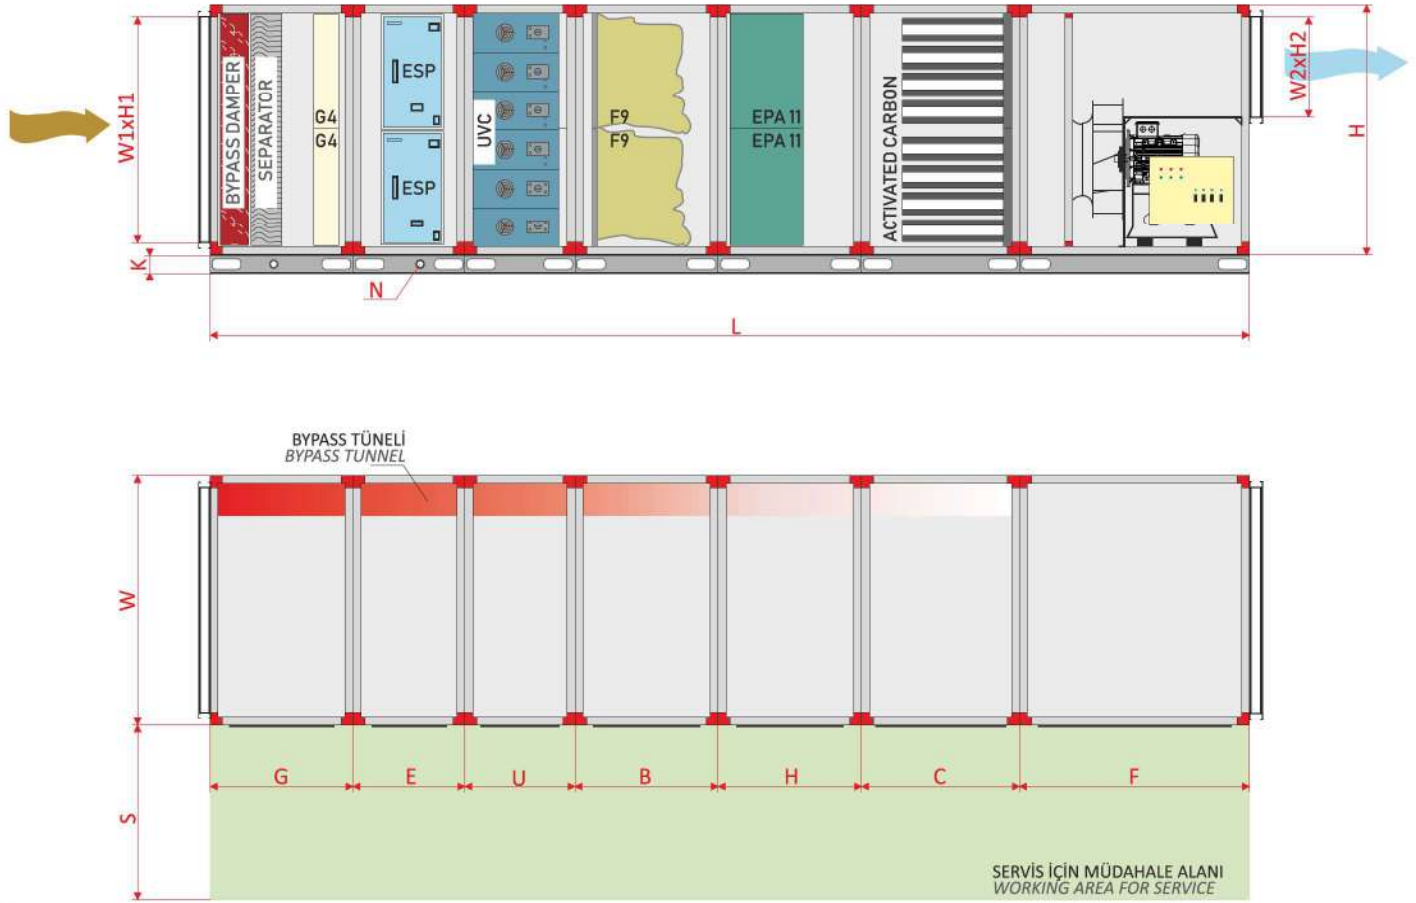 W1xH1
BYPASS DAMPER
SEPARATOR
G4
G4
ESP
ESP
UVC
F9
F9
EPA 11
EPA 11
ACTIVATED CARBON
W2xH2
H
K
N
L
BYPASS TÜNELİ
BYPASS TUNNEL
W
G
E
U
B
H
C
F
S
SERVİS İÇİN MÜDAHALE ALANI
WORKING AREA FOR SERVICE